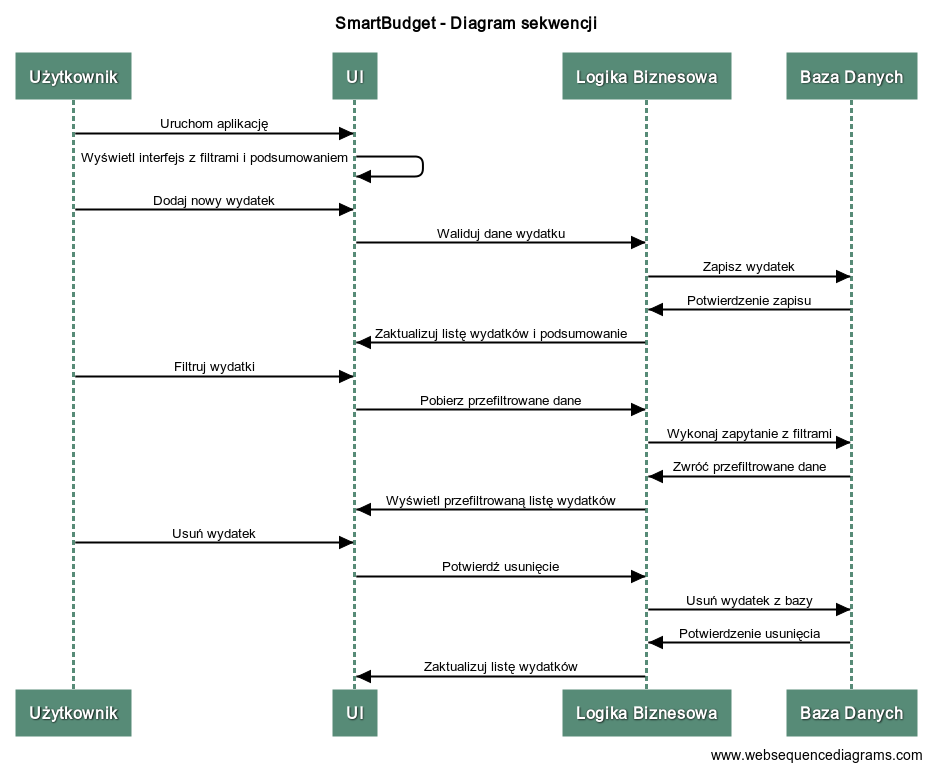 SmartBudget - Diagram sekwencji
Użytkownik
UI
Logika Biznesowa
Baza Danych
Uruchom aplikację
Wyświetl interfejs z filtrami i podsumowaniem
Dodaj nowy wydatek
Waliduj dane wydatku
Zapisz wydatek
Potwierdzenie zapisu
Zaktualizuj listę wydatków i podsumowanie
Filtruj wydatki
Pobierz przefiltrowane dane
Wykonaj zapytanie z filtrami
Zwróć przefiltrowane dane
Wyświetl przefiltrowaną listę wydatków
Usuń wydatek
Potwierdź usunięcie
Usuń wydatek z bazy
Potwierdzenie usunięcia
Zaktualizuj listę wydatków
Użytkownik
UI
Logika Biznesowa
Baza Danych
www.websequencediagrams.com